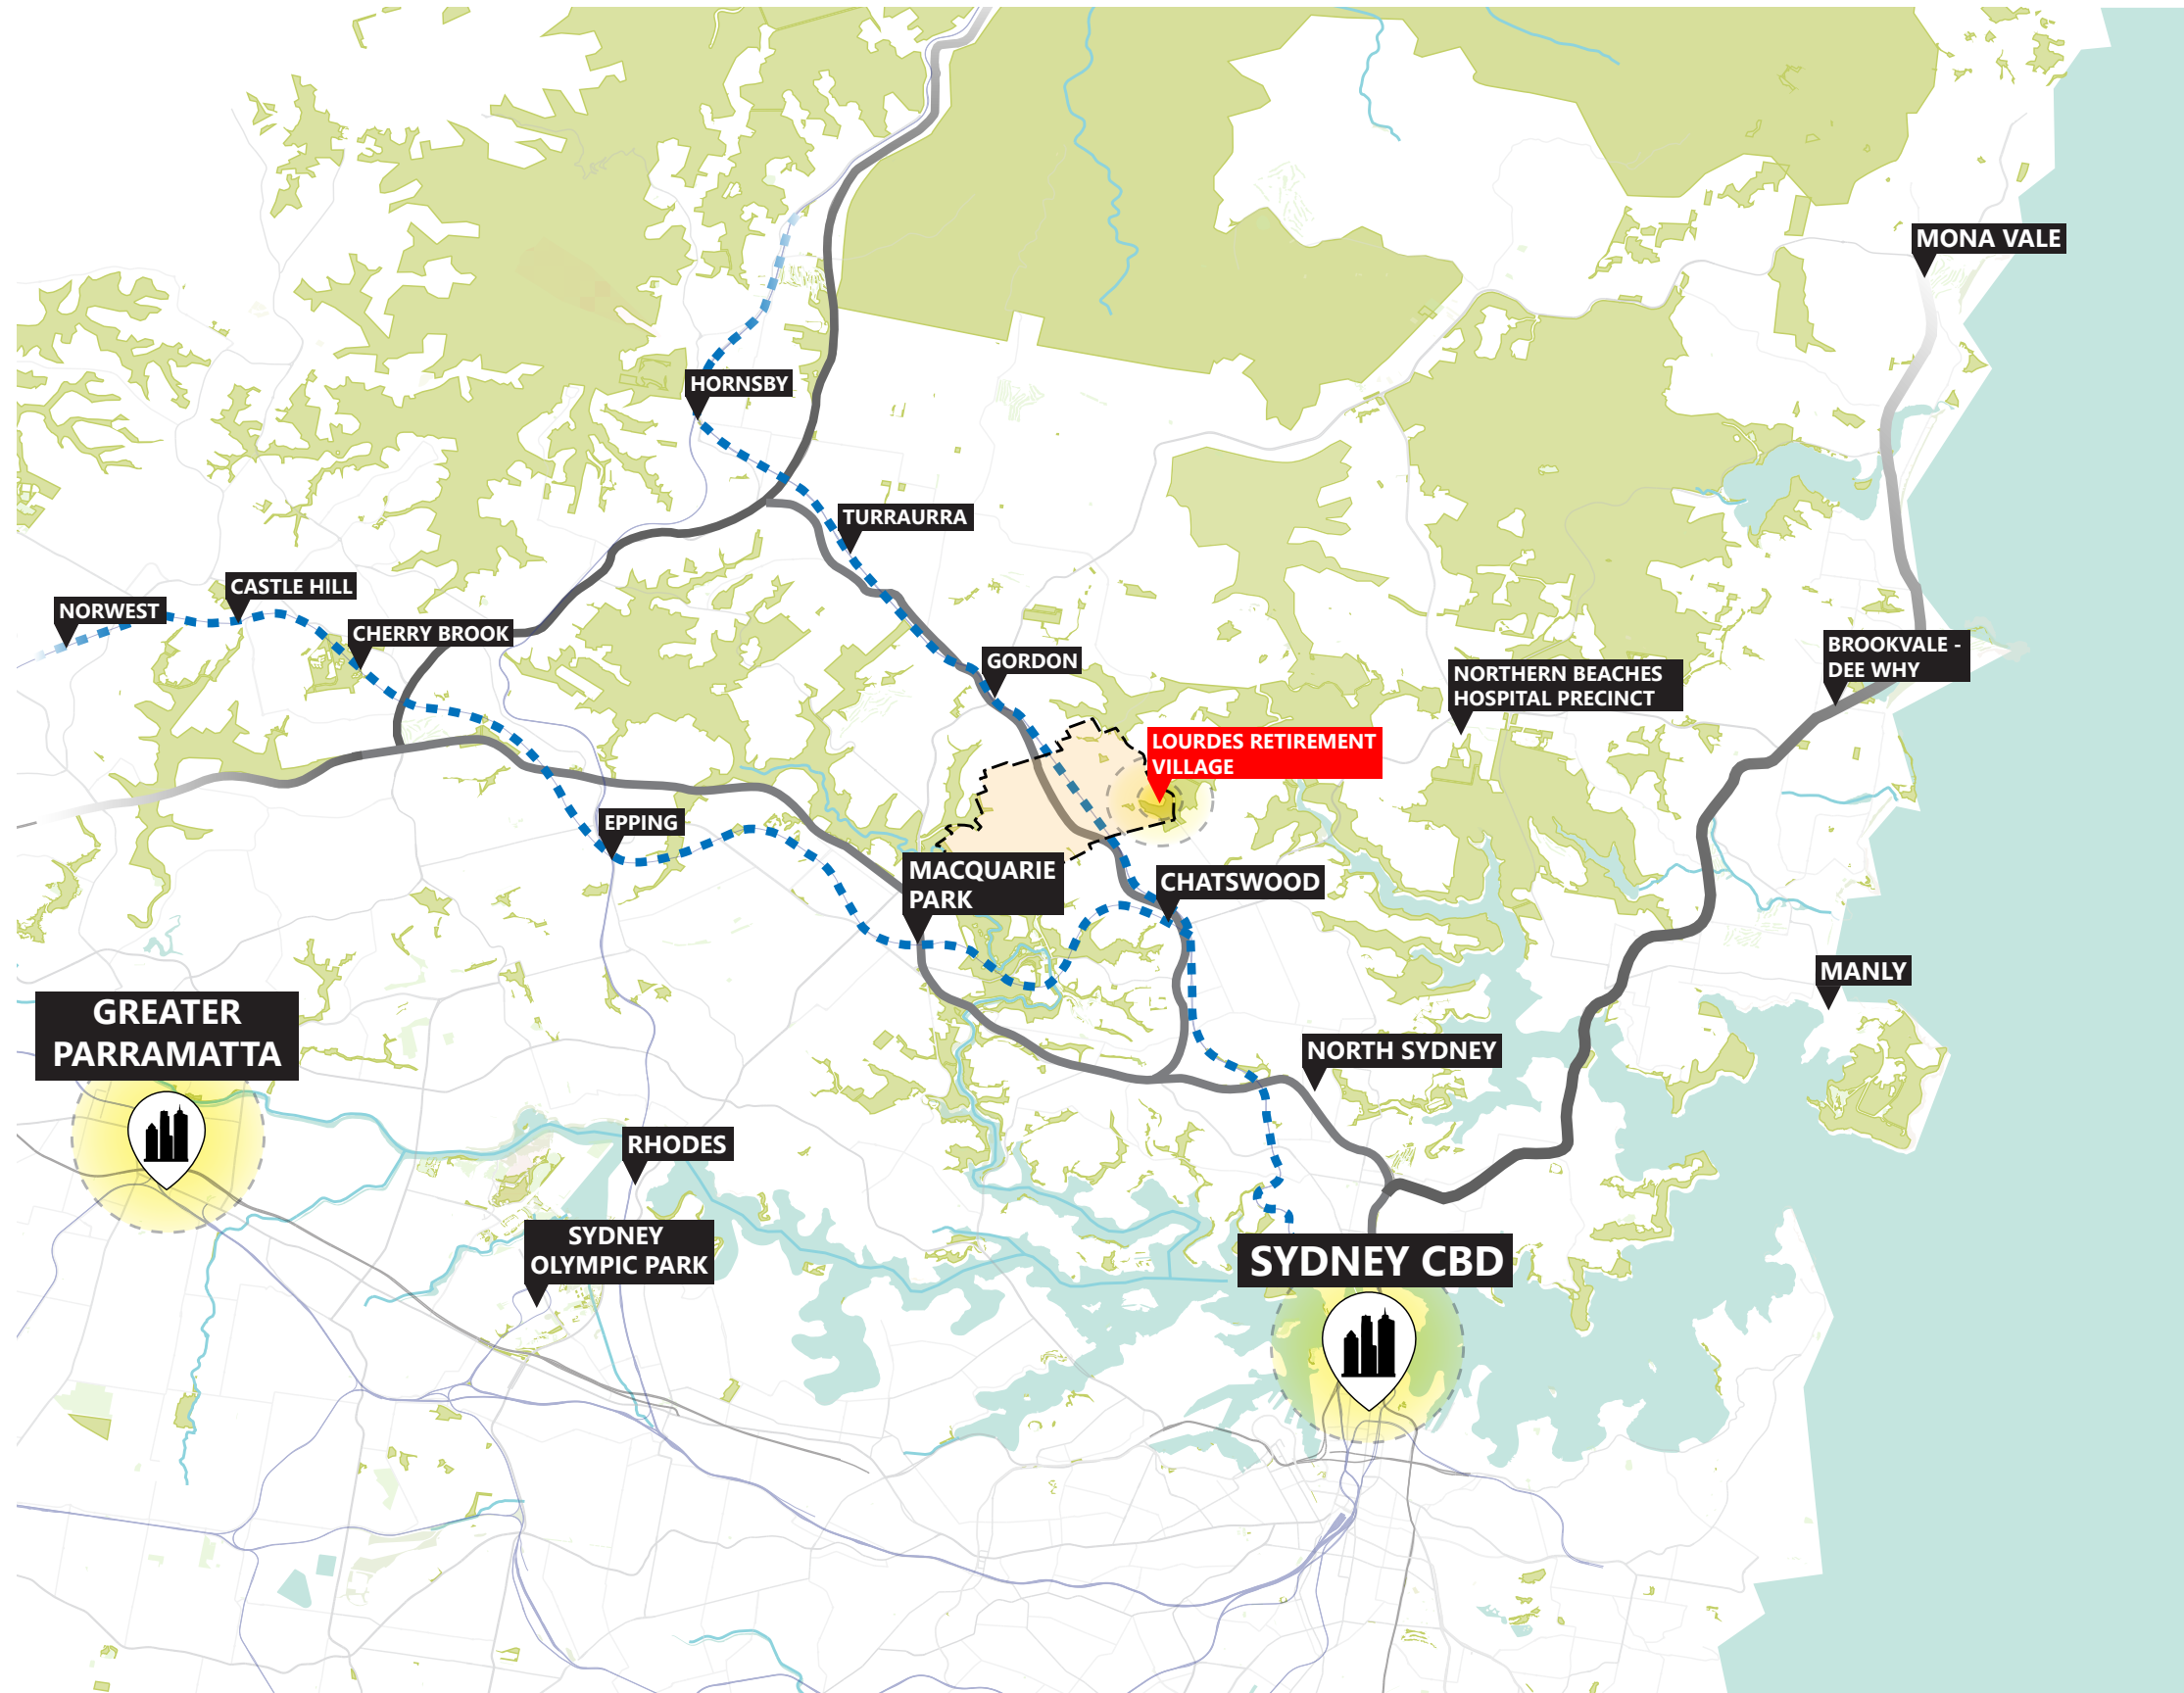 MONA VALE
HORNSBY
TURRAURRA
CASTLE HILL
NORWEST
CHERRY BROOK
GORDON
BROOKVALE -
DEE WHY
NORTHERN BEACHES
HOSPITAL PRECINCT
LOURDES RETIREMENT
VILLAGE
EPPING
MACQUARIE
PARK
CHATSWOOD
MANLY
GREATER
PARRAMATTA
NORTH SYDNEY
RHODES
SYDNEY
OLYMPIC PARK
SYDNEY CBD